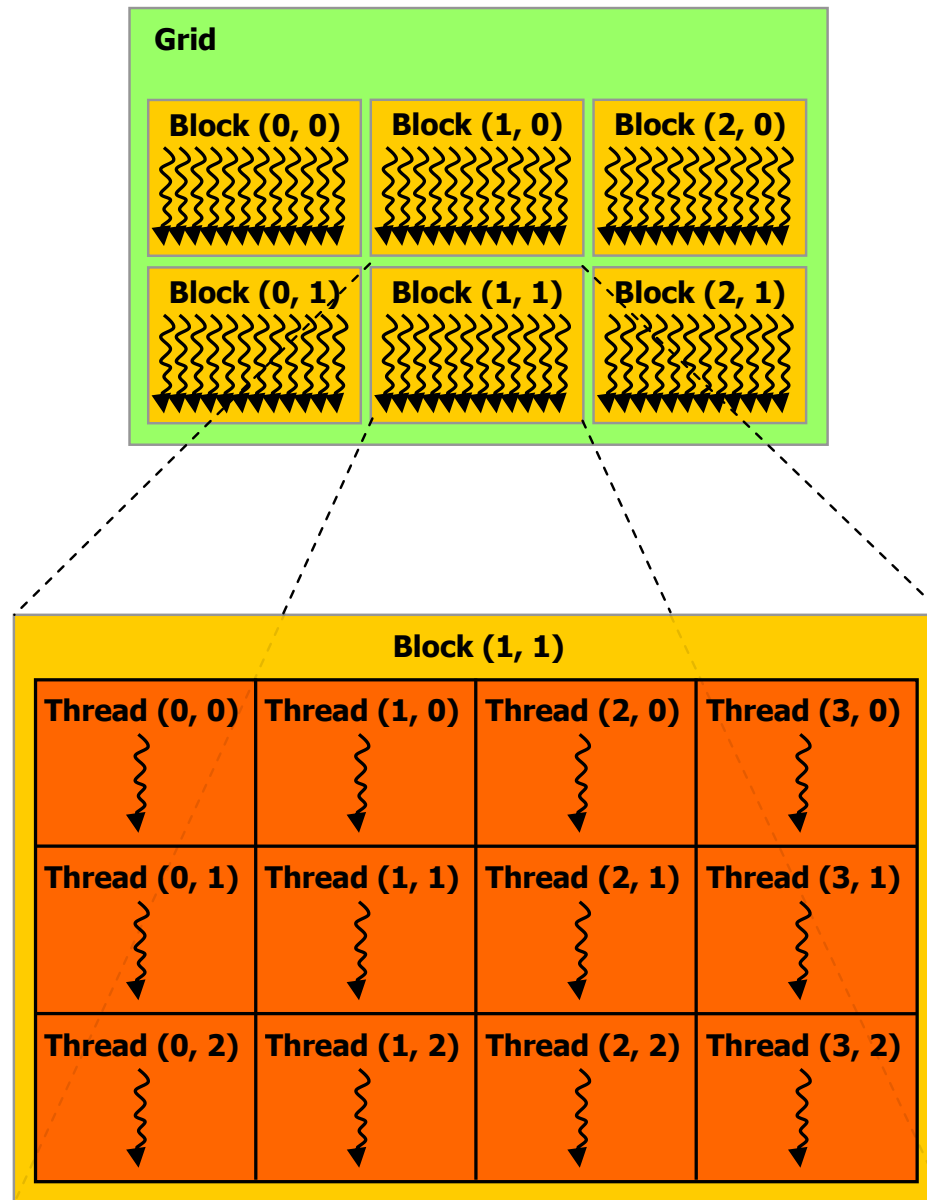 Grid
Block (0, 0) Block (1, 0) Block (2, 0)
Block (0, 1) Block (1, 1) Block (2, 1)
Block (1, 1)
Thread (0, 0) Thread (1, 0) Thread (2, 0) Thread (3, 0)
Thread (0, 1) Thread (1, 1) Thread (2, 1) Thread (3, 1)
Thread (0, 2) Thread (1, 2) Thread (2, 2) Thread (3, 2)